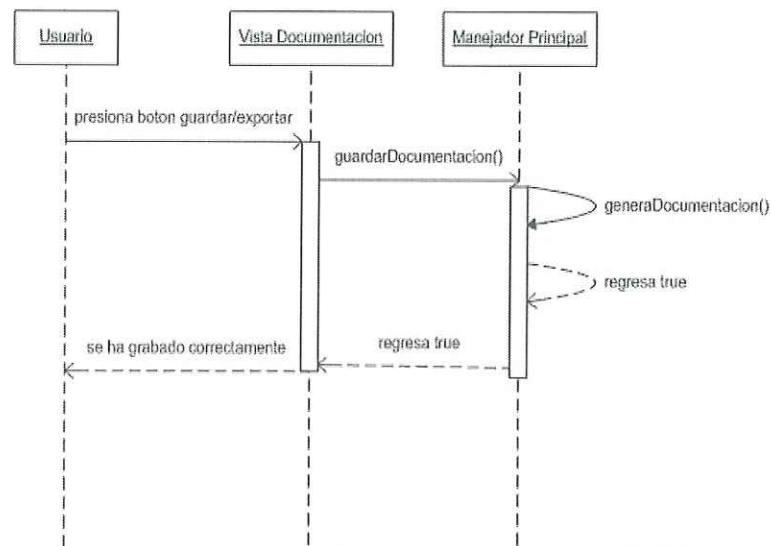 Usuario
Vista Documentacion
Manejador Principal
presiona boton guardar/exportar
guardarDocumentacion()
generaDocumentacion()
regresa true
se ha grabado correctamente
regresa true